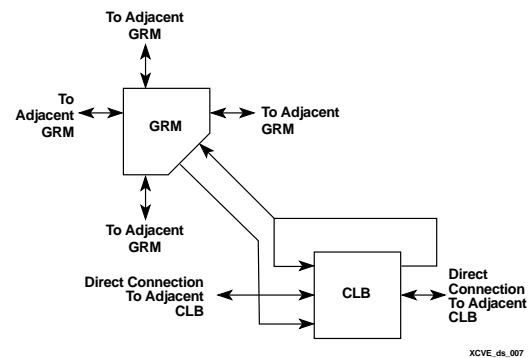 To Adjacent
GRM
To
Adjacent
GRM
GRM
To Adjacent
GRM
To Adjacent
GRM
Direct Connection
To Adjacent
CLB
CLB
Direct
Connection
To Adjacent
CLB
XCVE_ds_007